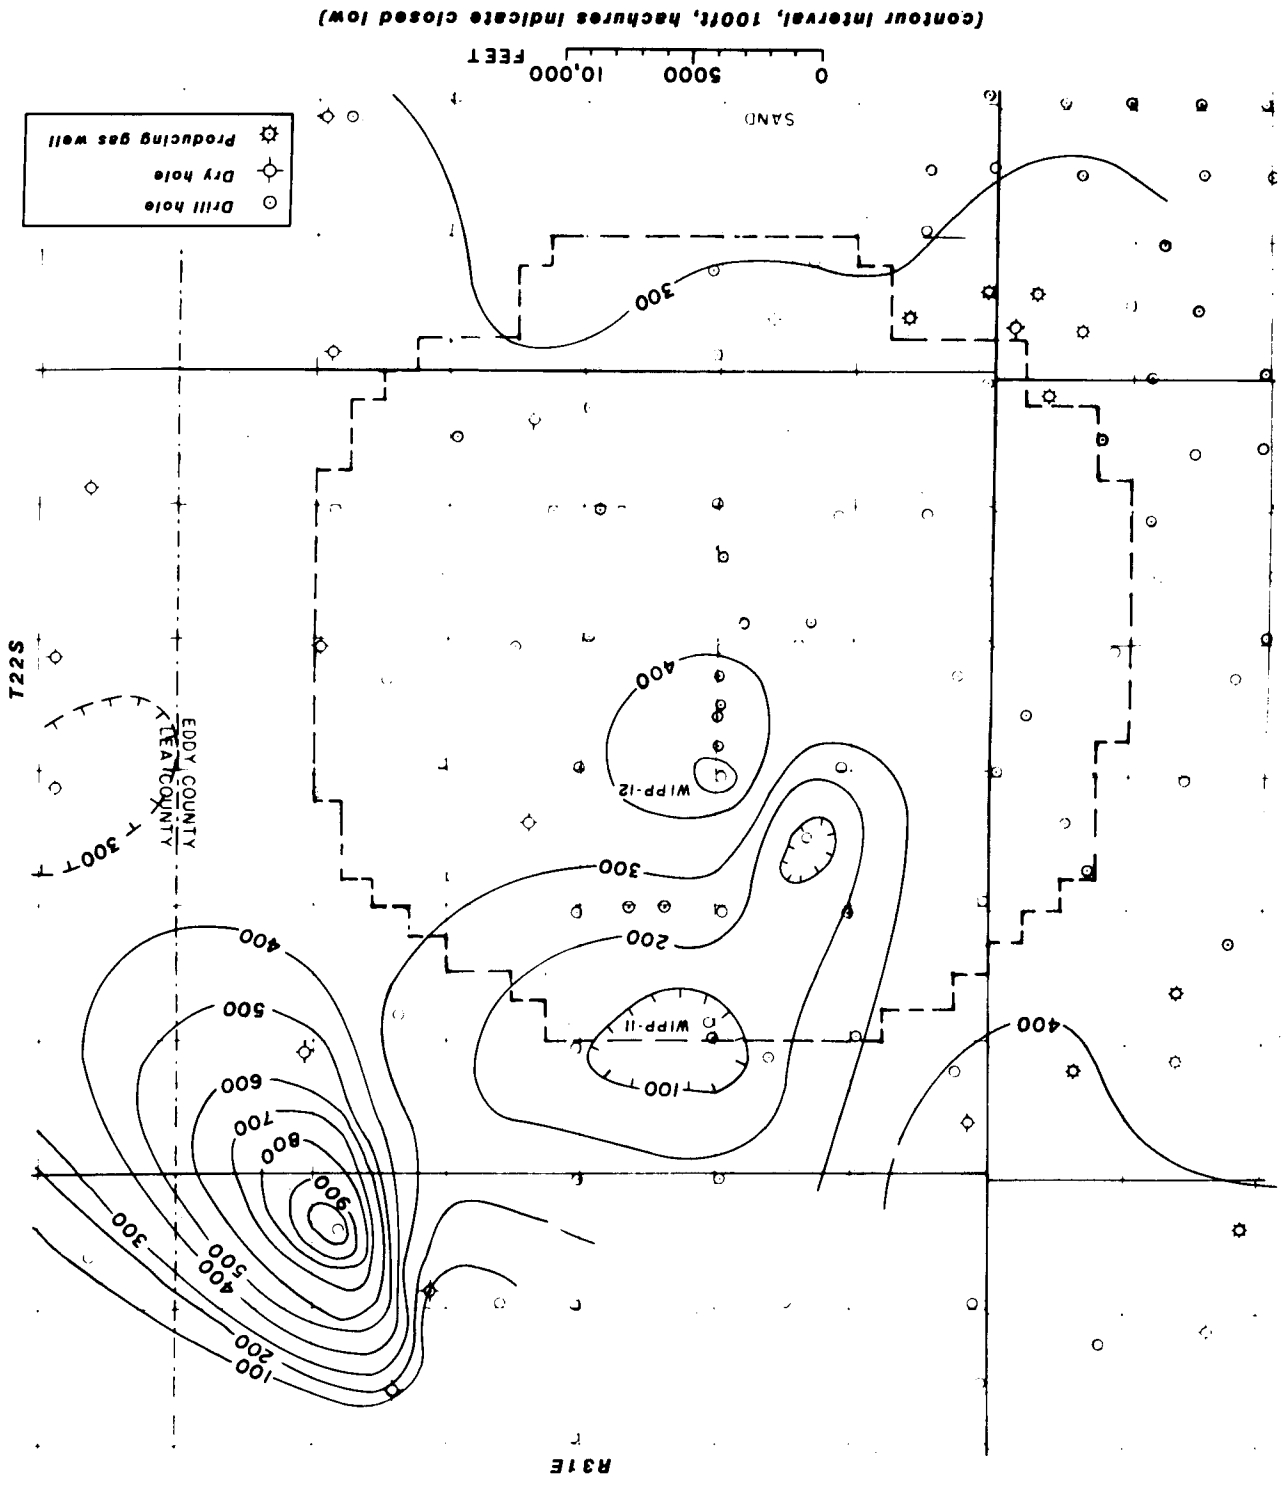 R31E
100
200
300
400
500
900
800
700
600
500
400
400
100
WIPP-11
200
300
300
LEA COUNTY
EDDY COUNTY
WIPP-12
400
T22S
300
Drill hole
Dry hole
Producing gas well
SAND
0 5000 10,000
FEET
(contour interval, 100ft, hachures indicate closed low)